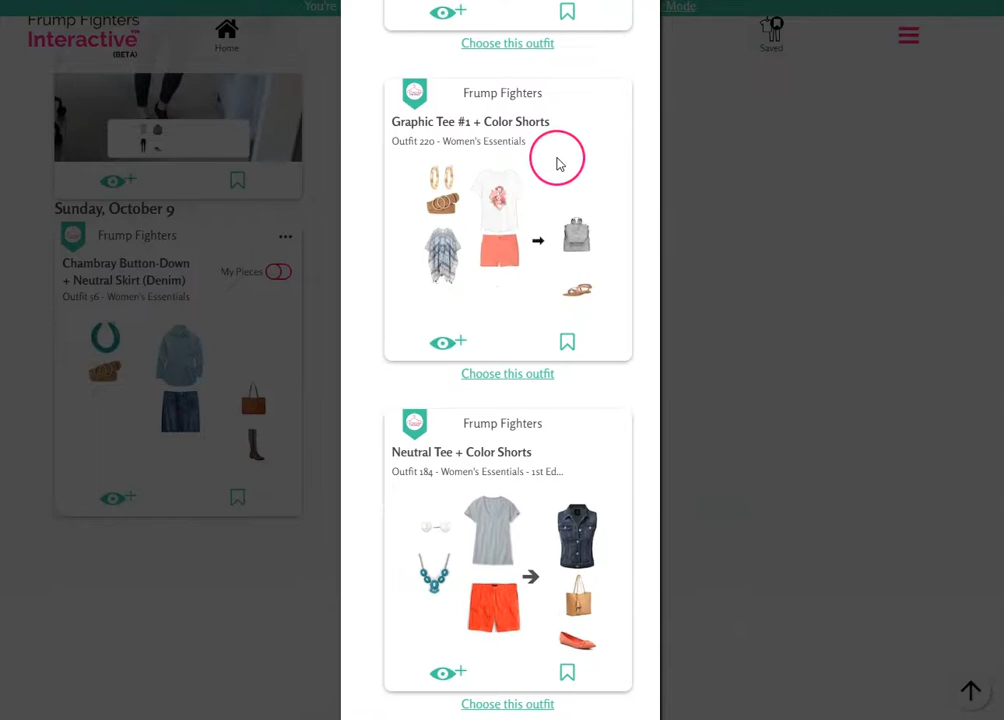 You're
Mode
Frump Fighters
Interactive™
(BETA)
Home
Saved
Choose this outfit
Frump Fighters
Graphic Tee #1 + Color Shorts
Outfit 220 - Women's Essentials
Choose this outfit
Sunday, October 9
Frump Fighters
Chambray Button-Down
+ Neutral Skirt (Denim)
My Pieces
Outfit 56 - Women's Essentials
Frump Fighters
Neutral Tee + Color Shorts
Outfit 184 - Women's Essentials - 1st Ed...
Choose this outfit